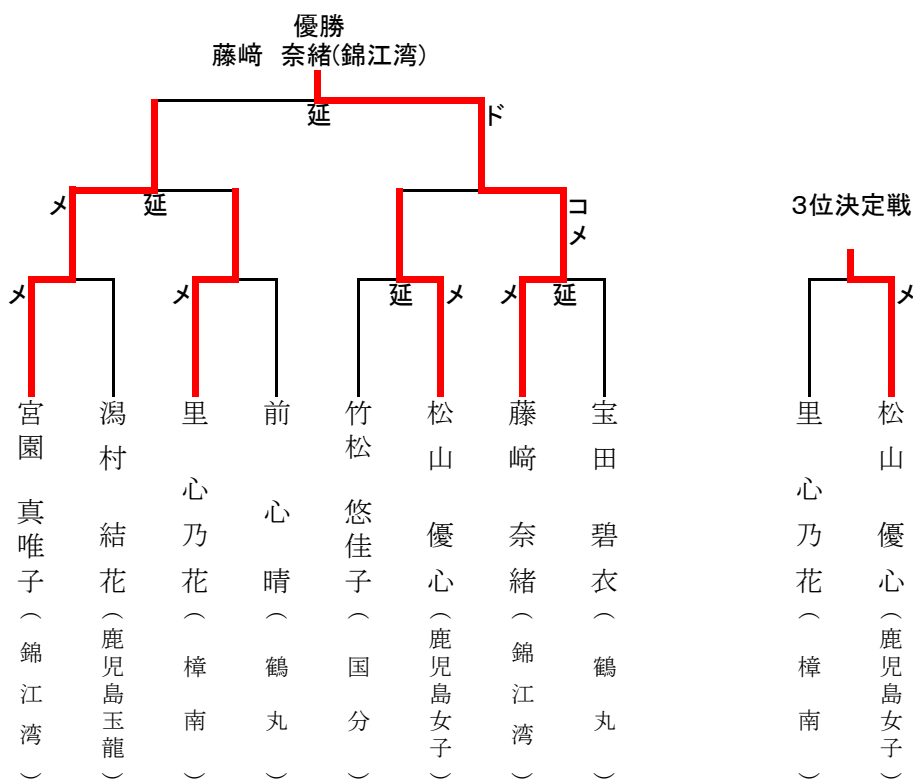 優勝
藤﨑　奈緒(錦江湾)
延
ド
メ
延
コ
メ
3位決定戦
メ
メ
延
メ
メ
延
メ
宮園　真唯子(錦江湾)
潟村　結花(鹿児島玉龍)
里　心乃花(樟南)
前　心晴(鶴丸)
竹松　悠佳子(国分)
松山　優心(鹿児島女子)
藤﨑　奈緒(錦江湾)
宝田　碧衣(鶴丸)
里　心乃花(樟南)
松山　優心(鹿児島女子)